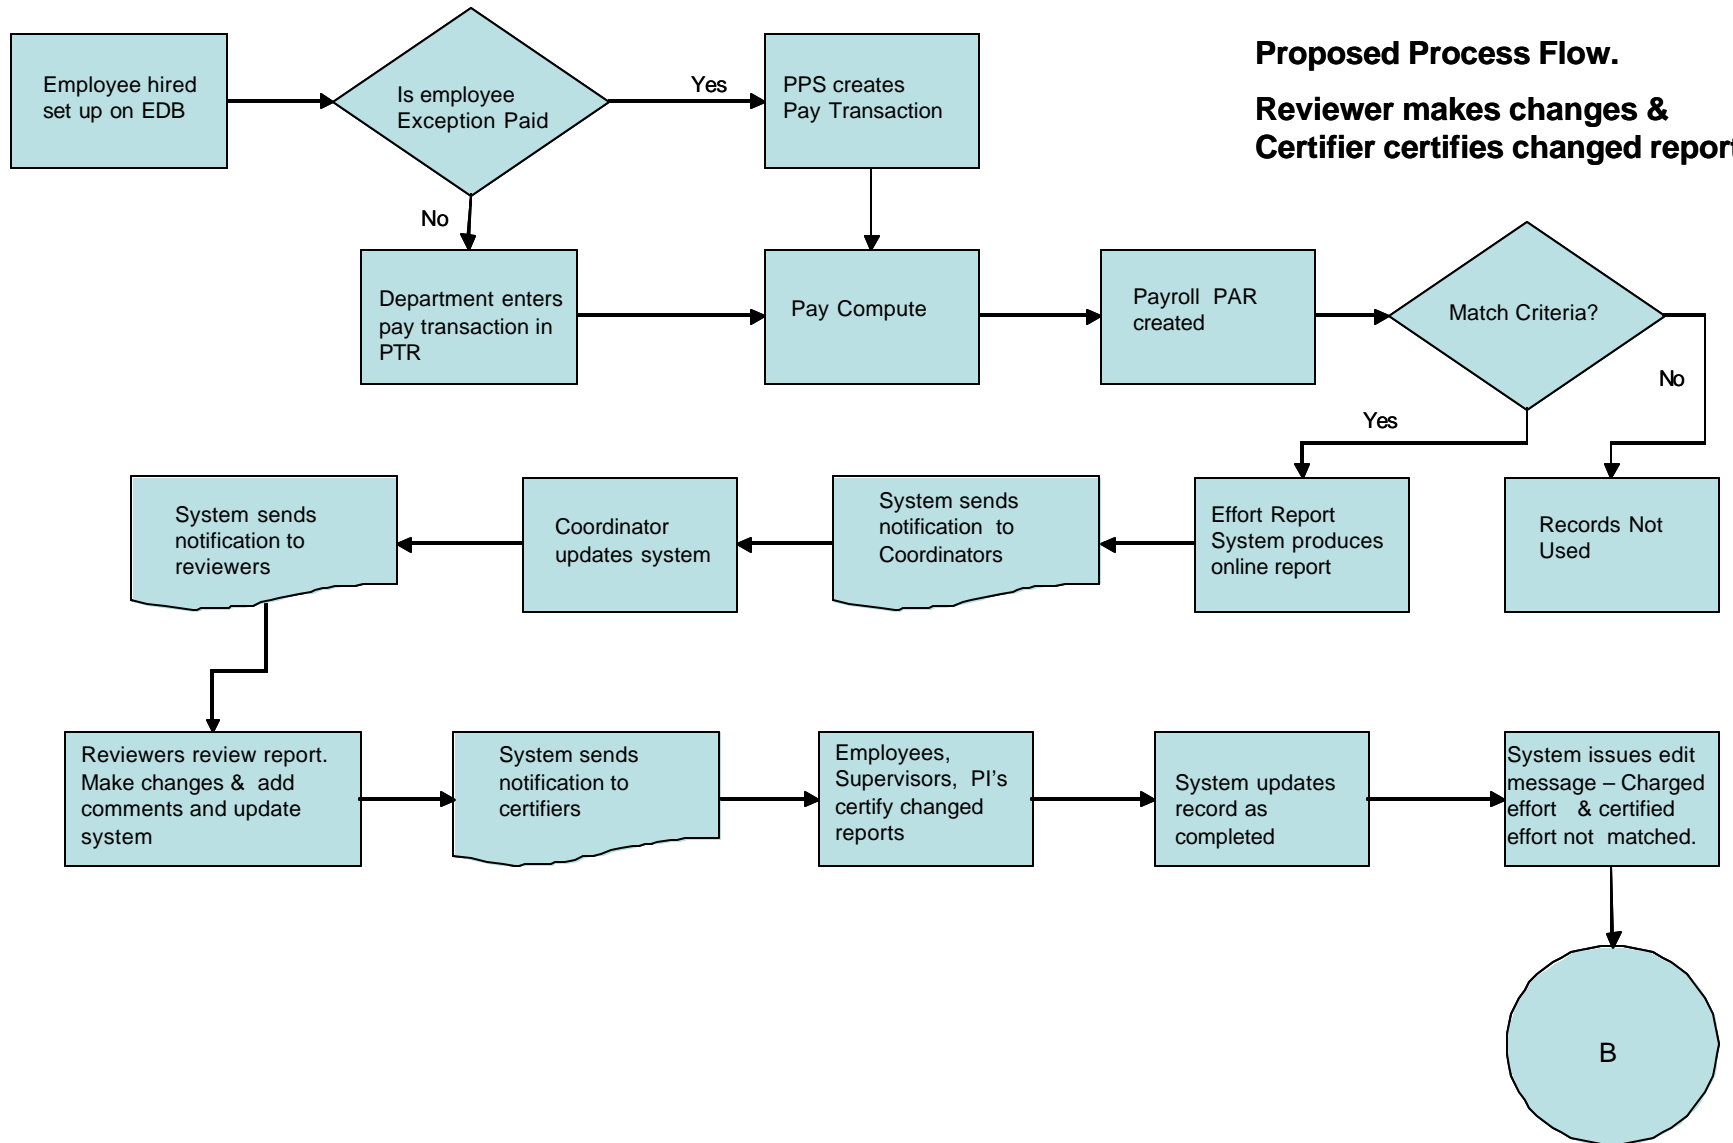 Proposed Process Flow.
Reviewer makes changes &
Certifier certifies changed report
Employee hired
set up on EDB
Is employee
Exception Paid
Yes
PPS creates
Pay Transaction
No
Department enters
pay transaction in
PTR
Pay Compute
Payroll PAR
created
Match Criteria?
No
Yes
System sends
notification to
reviewers
Coordinator
updates system
System sends
notification to
Coordinators
Effort Report
System produces
online report
Records Not
Used
Reviewers review report.
Make changes & add
comments and update
system
System sends
notification to
certifiers
Employees,
Supervisors, PI's
certify changed
reports
System updates
record as
completed
System issues edit
message – Charged
effort & certified
effort not matched.
B